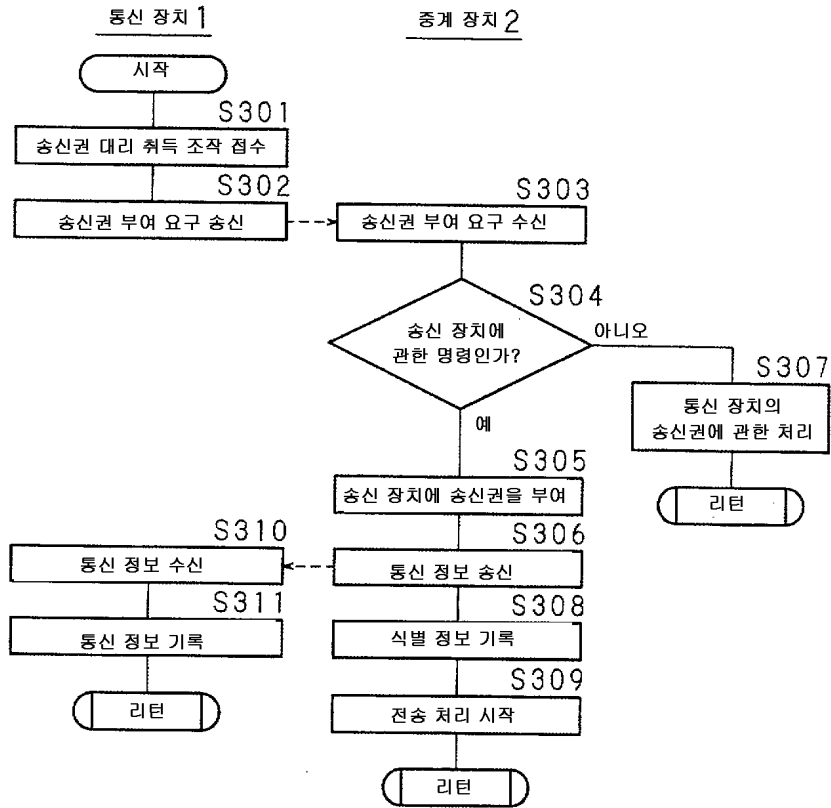 통신 장치 1
중계 장치 2
시작
S301
송신권 대리 취득 조작 접수
S302
송신권 부여 요구 송신
S303
송신권 부여 요구 수신
S304
송신 장치에
관한 명령인가?
아니오
S307
통신 장치의
송신권에 관한 처리
리턴
예
S305
송신 장치에 송신권을 부여
S306
통신 정보 송신
S310
통신 정보 수신
S311
통신 정보 기록
리턴
S308
식별 정보 기록
S309
전송 처리 시작
리턴